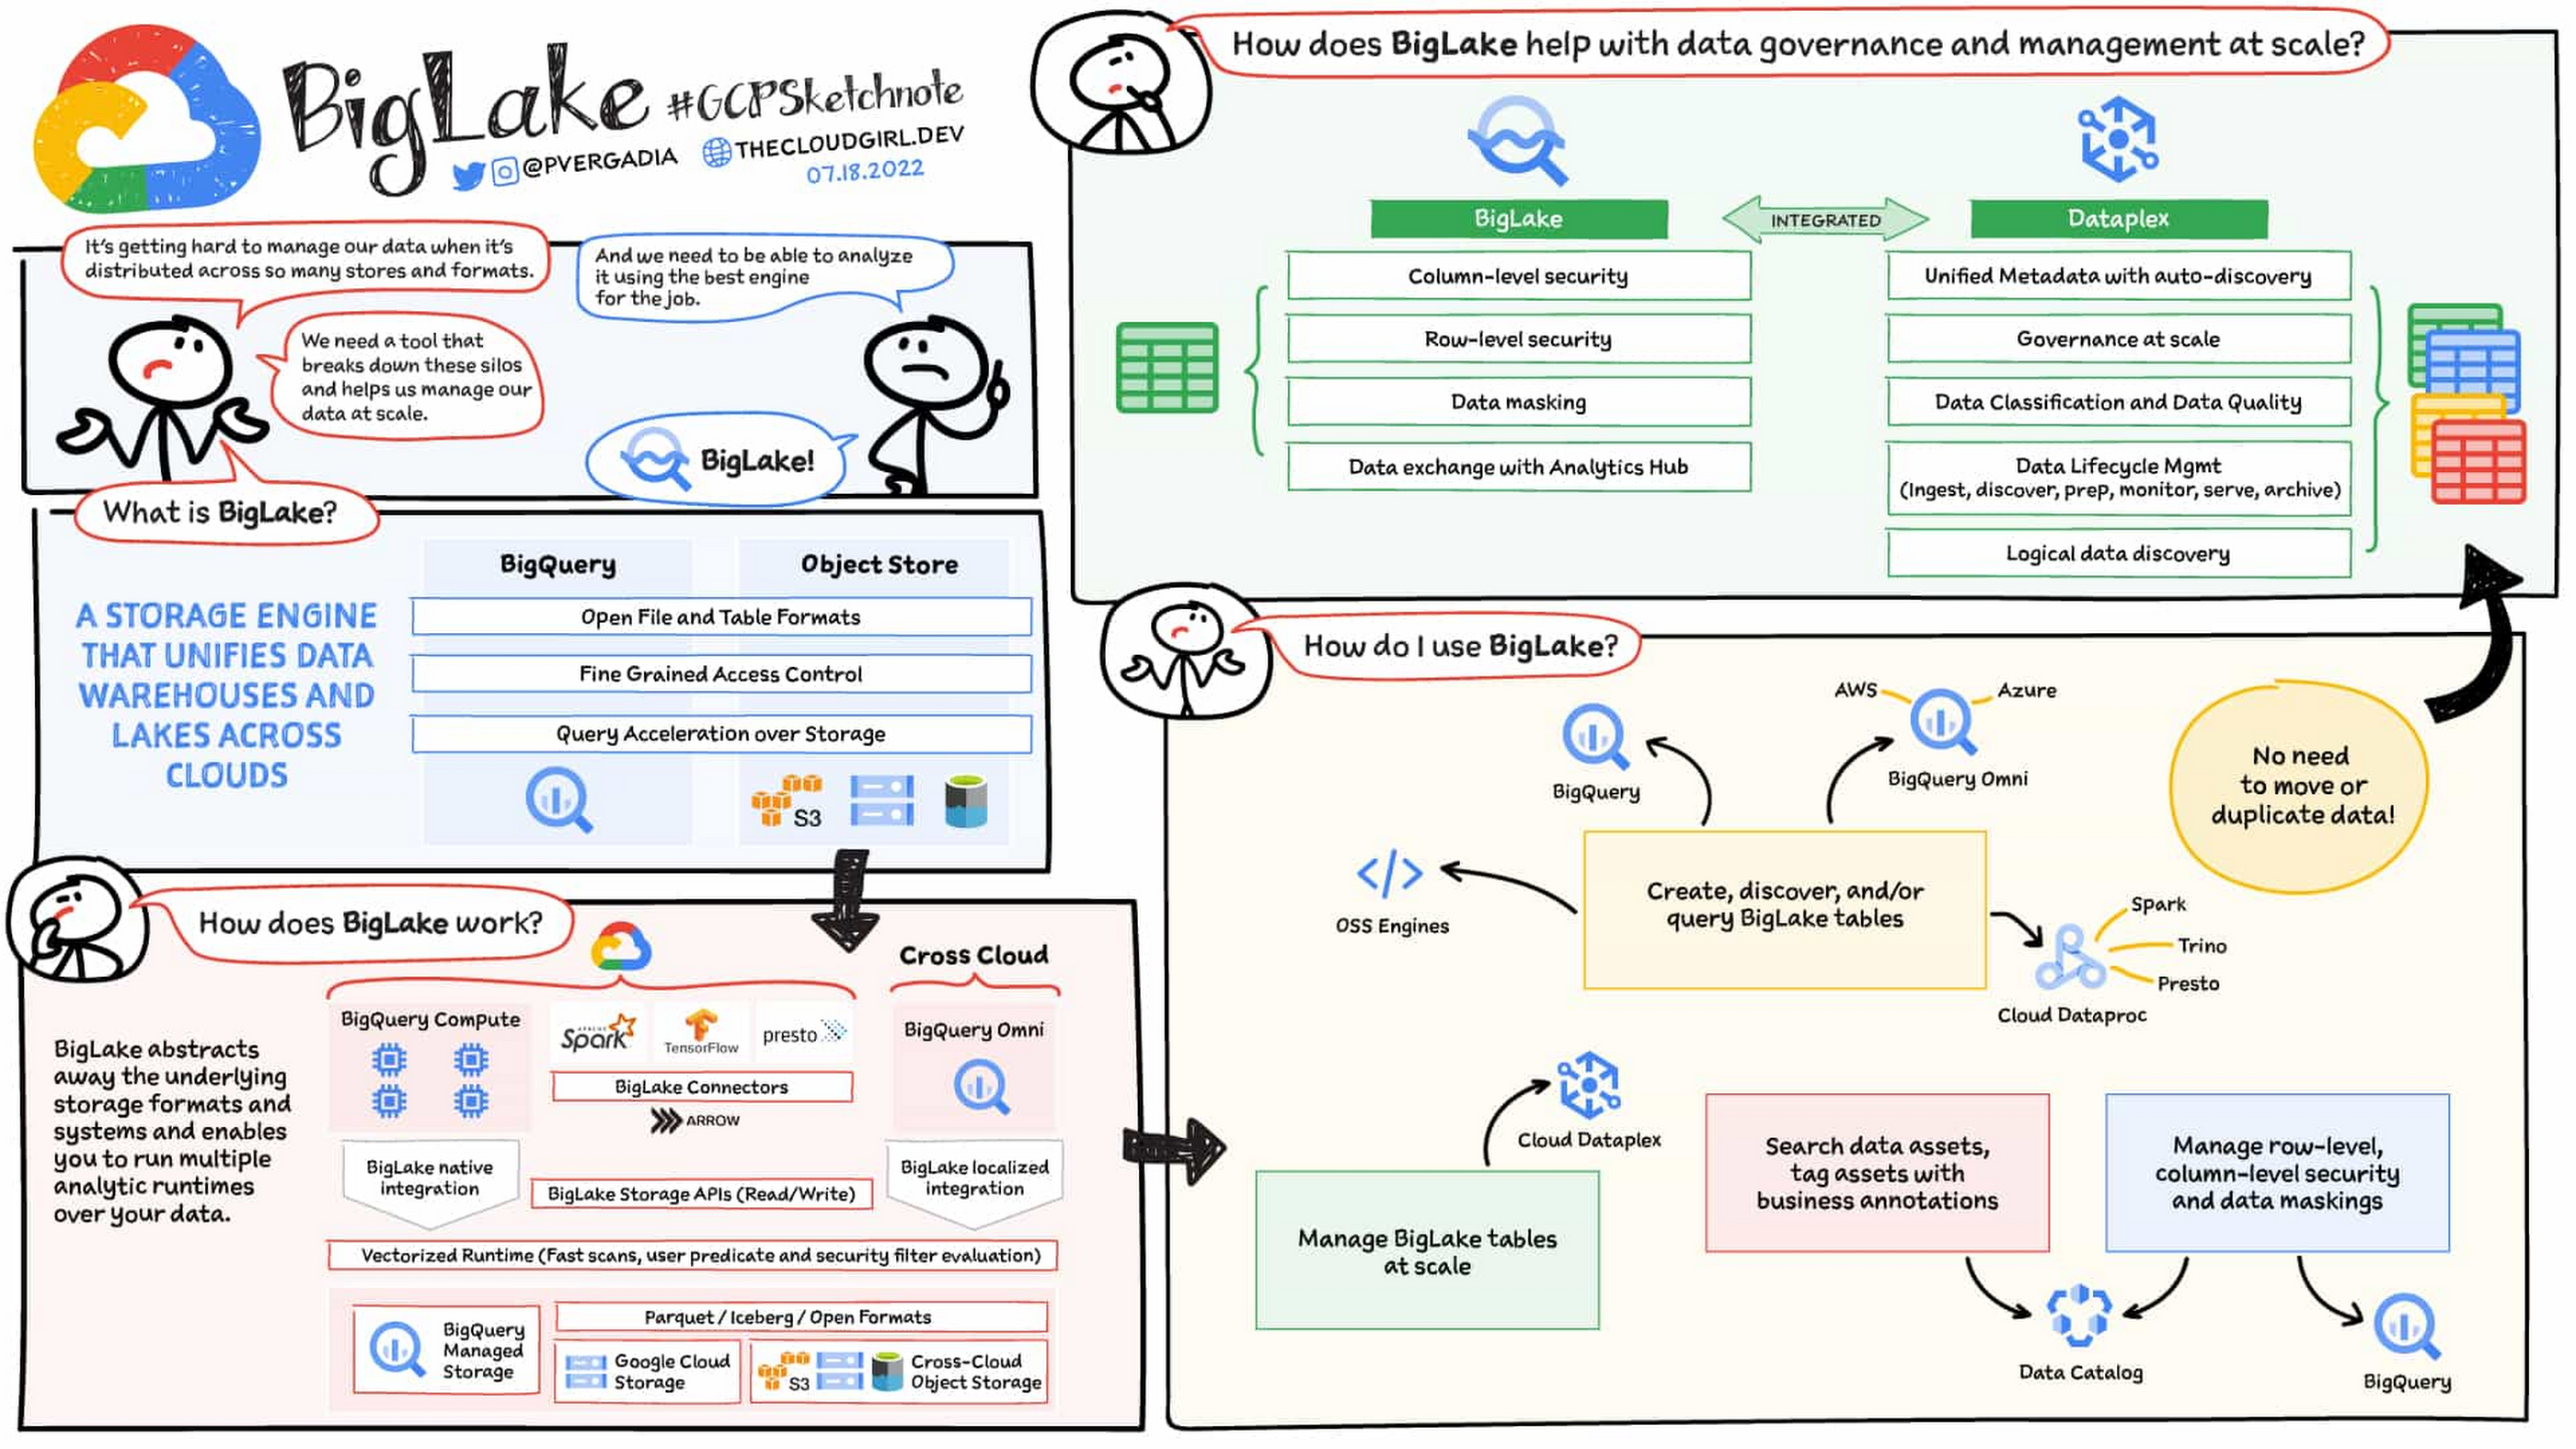 BigLake #GCPSketchnote
@PVERGADIA
THECLOUDGIRL.DEV
07.18.2022
It's getting hard to manage our data when it's
distributed across so many stores and formats.
And we need to be able to analyze
it using the best engine
for the job.
We need a tool that
breaks down these silos
and helps us manage our
data at scale.
BigLake!
What is BigLake?
A STORAGE ENGINE
THAT UNIFIES DATA
WAREHOUSES AND
LAKES ACROSS
CLOUDS
BigQuery
Object Store
Open File and Table Formats
Fine Grained Access Control
Query Acceleration over Storage
S3
How does BigLake work?
BigLake abstracts
away the underlying
storage formats and
systems and enables
you to run multiple
analytic runtimes
over your data.
Cross Cloud
BigQuery Compute
APACHE
Spark
TensorFlow
presto
BigQuery Omni
BigLake Connectors
ARROW
BigLake native
integration
BigLake Storage APIs (Read/Write)
BigLake localized
integration
Vectorized Runtime (Fast scans, user predicate and security filter evaluation)
BigQuery
Managed
Storage
Parquet / Iceberg / Open Formats
Google Cloud
Storage
S3
Cross-Cloud
Object Storage
How does BigLake help with data governance and management at scale?
BigLake
INTEGRATED
Dataplex
Column-level security
Row-level security
Data masking
Data exchange with Analytics Hub
Unified Metadata with auto-discovery
Governance at scale
Data Classification and Data Quality
Data Lifecycle Mgmt
(Ingest, discover, prep, monitor, serve, archive)
Logical data discovery
How do I use BigLake?
AWS
Azure
BigQuery
BigQuery Omni
No need
to move or
duplicate data!
OSS Engines
Create, discover, and/or
query BigLake tables
Spark
Trino
Presto
Cloud Dataproc
Cloud Dataplex
Manage BigLake tables
at scale
Search data assets,
tag assets with
business annotations
Manage row-level,
column-level security
and data maskings
Data Catalog
BigQuery